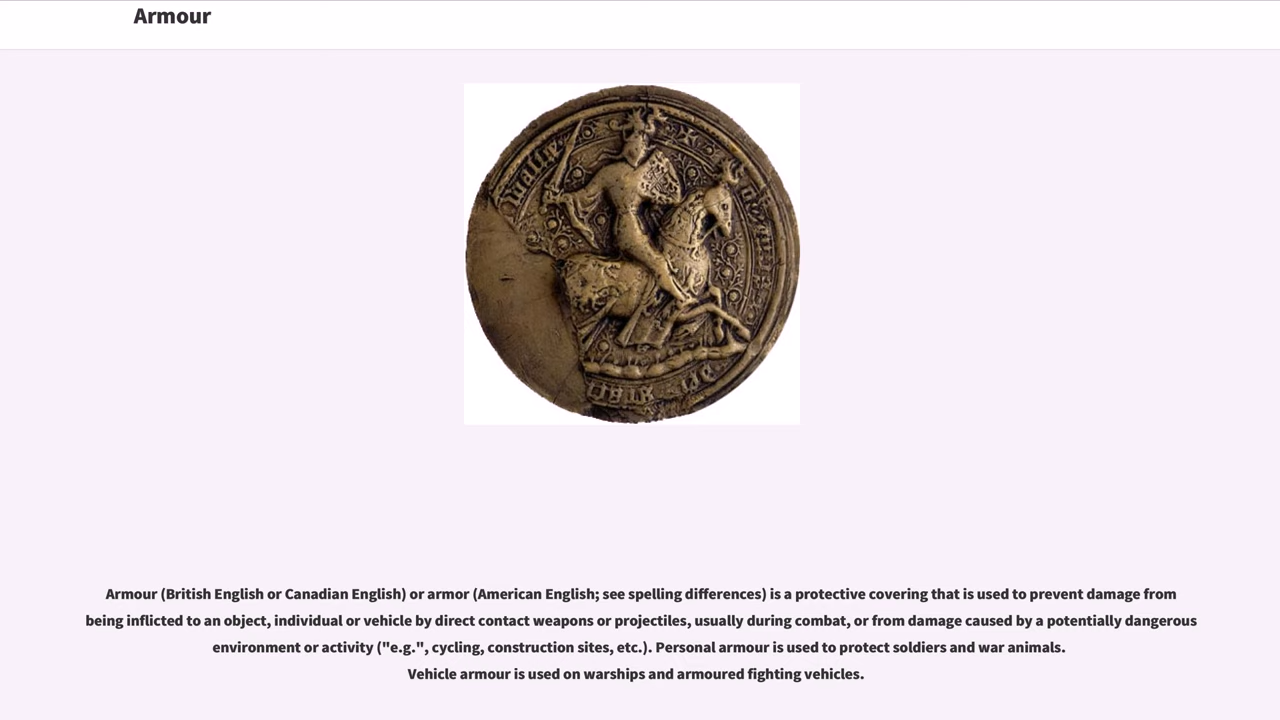 Armour
Armour (British English or Canadian English) or armor (American English; see spelling differences) is a protective covering that is used to prevent damage from
being inflicted to an object, individual or vehicle by direct contact weapons or projectiles, usually during combat, or from damage caused by a potentially dangerous
environment or activity ("e.g.", cycling, construction sites, etc.). Personal armour is used to protect soldiers and war animals.
Vehicle armour is used on warships and armoured fighting vehicles.